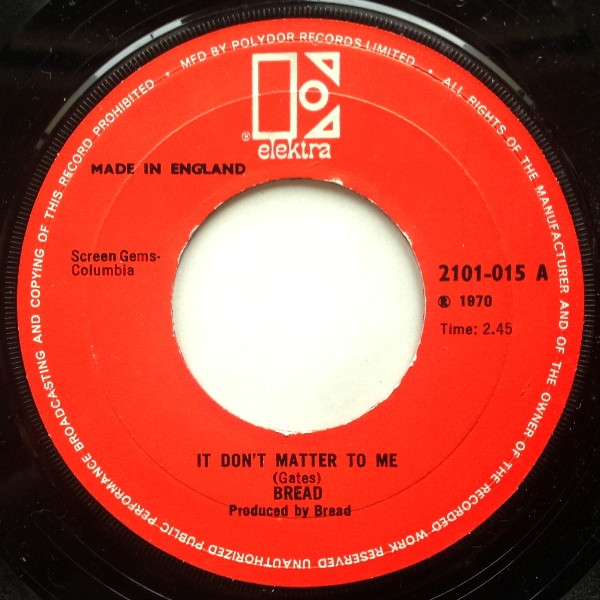 MFD BY POLYDOR RECORDS LIMITED • ALL RIGHTS OF THE MANUFACTURER AND OF THE OWNER OF THE RECORDED WORK RESERVED UNAUTHORIZED PUBLIC PERFORMANCE BROADCASTING AND COPYING OF THIS RECORD PROHIBITED •
® elektra
MADE IN ENGLAND
Screen Gems-
Columbia
2101-015 A
℗ 1970
Time: 2.45
IT DON'T MATTER TO ME
(Gates)
BREAD
Produced by Bread